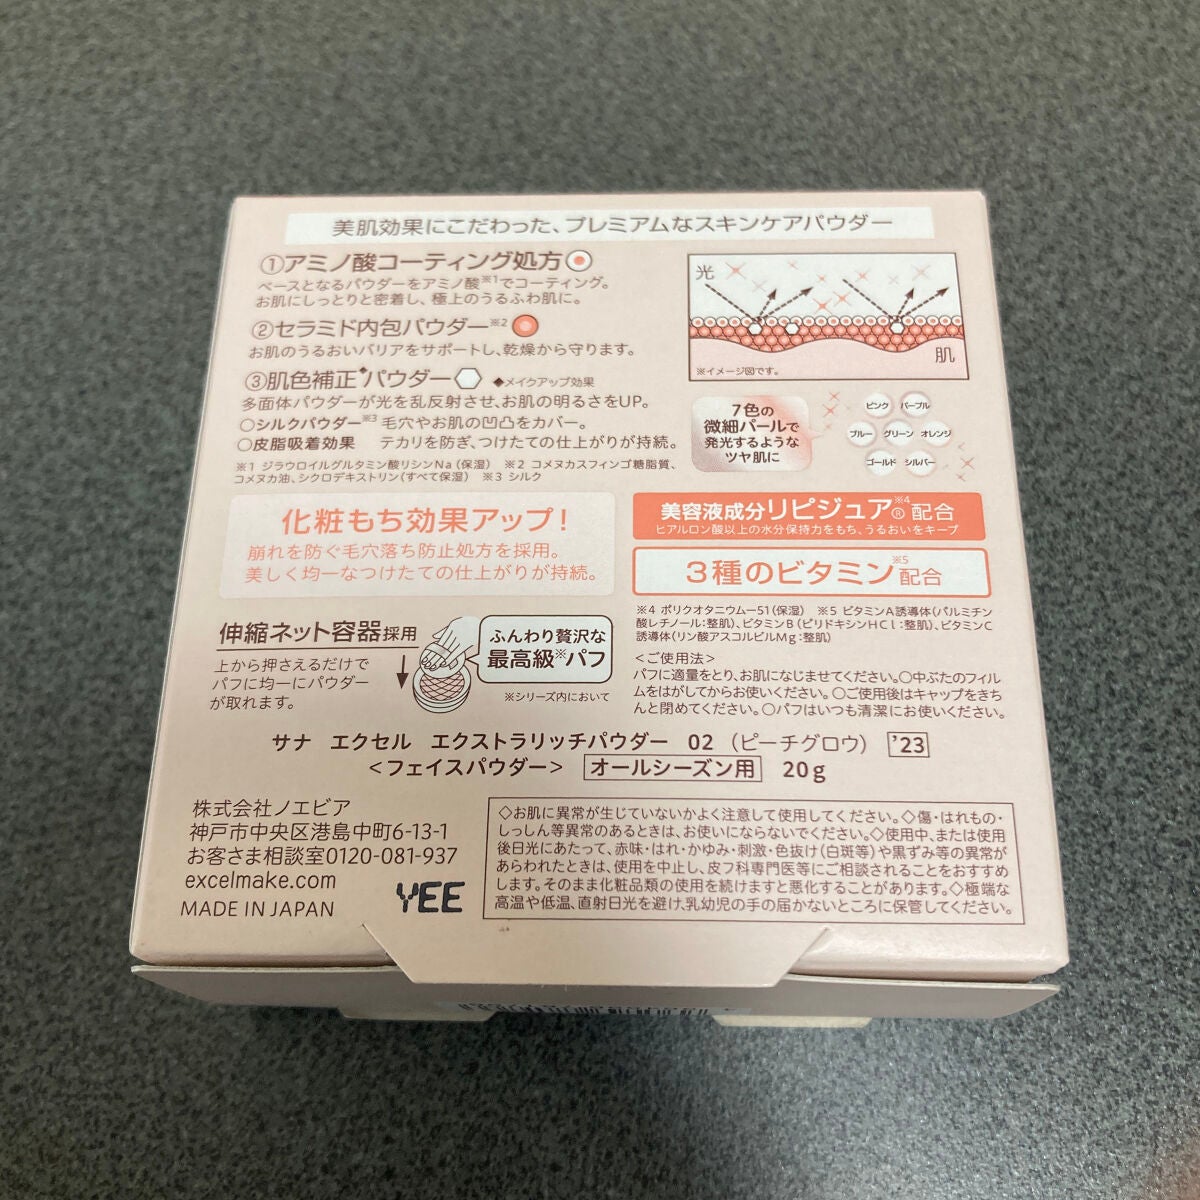 美肌効果にこだわった、プレミアムなスキンケアパウダー
①アミノ酸コーティング処方
ベースとなるパウダーをアミノ酸※1でコーティング。
お肌にしっとりと密着し、極上のうるふわ肌に。
②セラミド内包パウダー※2
お肌のうるおいバリアをサポートし、乾燥から守ります。
③肌色補正◆パウダー ◆メイクアップ効果
多面体パウダーが光を乱反射させ、お肌の明るさをUP。
○シルクパウダー※3 毛穴やお肌の凹凸をカバー。
○皮脂吸着効果 テカリを防ぎ、つけたての仕上がりが持続。
※1 ジラウロイルグルタミン酸リシンNa（保湿） ※2 コメヌカスフィンゴ糖脂質、
コメヌカ油、シクロデキストリン(すべて保湿) ※3 シルク
光
肌
※イメージ図です。
7色の
微細パールで
発光するような
ツヤ肌に
ピンク パープル
ブルー グリーン オレンジ
ゴールド シルバー
化粧もち効果アップ！
崩れを防ぐ毛穴落ち防止処方を採用。
美しく均一なつけたての仕上がりが持続。
美容液成分リピジュア®※4配合
ヒアルロン酸以上の水分保持力をもち、うるおいをキープ
3種のビタミン※5配合
※4 ポリクオタニウム－51(保湿) ※5 ビタミンA誘導体(パルミチン
酸レチノール：整肌)、ビタミンB(ピリドキシンHCl：整肌)、ビタミンC
誘導体(リン酸アスコルビルMg：整肌)
伸縮ネット容器採用
上から押さえるだけで
パフに均一にパウダー
が取れます。
ふんわり贅沢な
最高級※パフ
※シリーズ内において
＜ご使用法＞
パフに適量をとり、お肌になじませてください。○中ぶたのフィル
ムをはがしてからお使いください。○ご使用後はキャップをきち
んと閉めてください。○パフはいつも清潔にお使いください。
サナ エクセル エクストラリッチパウダー 02 （ピーチグロウ） '23
＜フェイスパウダー＞ オールシーズン用 20g
株式会社ノエビア
神戸市中央区港島中町6-13-1
お客さま相談室0120-081-937
excelmake.com
MADE IN JAPAN
YEE
◇お肌に異常が生じていないかよく注意して使用してください。◇傷・はれもの・
しっしん等異常のあるときは、お使いにならないでください。◇使用中、または使用
後日光にあたって、赤味・はれ・かゆみ・刺激・色抜け(白斑等)や黒ずみ等の異常が
あらわれたときは、使用を中止し、皮フ科専門医等にご相談されることをおすすめ
します。そのまま化粧品類の使用を続けますと悪化することがあります。◇極端な
高温や低温、直射日光を避け、乳幼児の手の届かないところに保管してください。